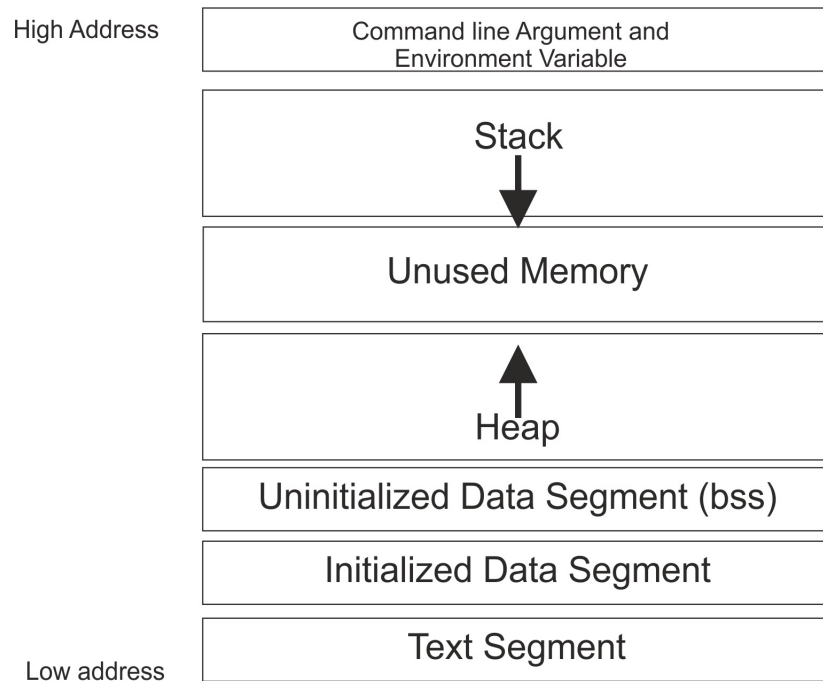 High Address
Command line Argument and
Environment Variable
Stack
Unused Memory
Heap
Uninitialized Data Segment (bss)
Initialized Data Segment
Text Segment
Low address